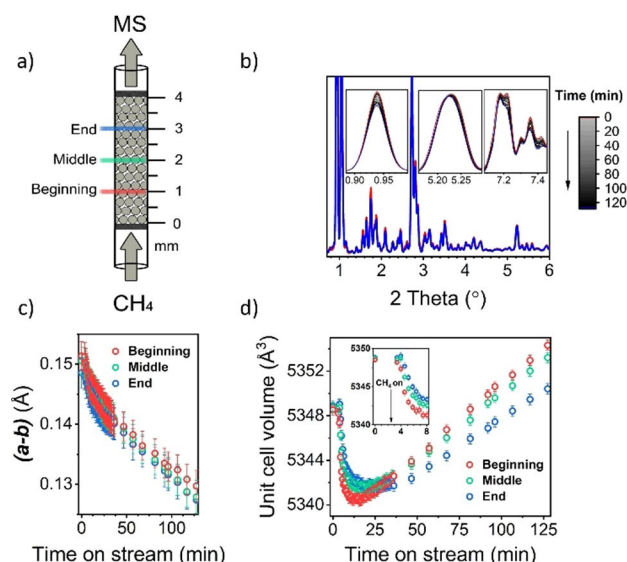 MS
a)
4
End
3
Middle
2
Beginning
1
0
mm
CH₄
b)
0.90 0.95
5.20 5.25
7.2 7.4
1 2 3 4 5 6
2 Theta (°)
Time (min)
0
20
40
60
80
100
120
c)
0.15
0.14
0.13
(a-b) (Å)
Beginning
Middle
End
0 50 100
Time on stream (min)
d)
5352
5348
5344
5340
Unit cell volume (Å³)
5350
5345
5340
CH₄ on
0 4 8
Beginning
Middle
End
0 25 50 75 100 125
Time on stream (min)